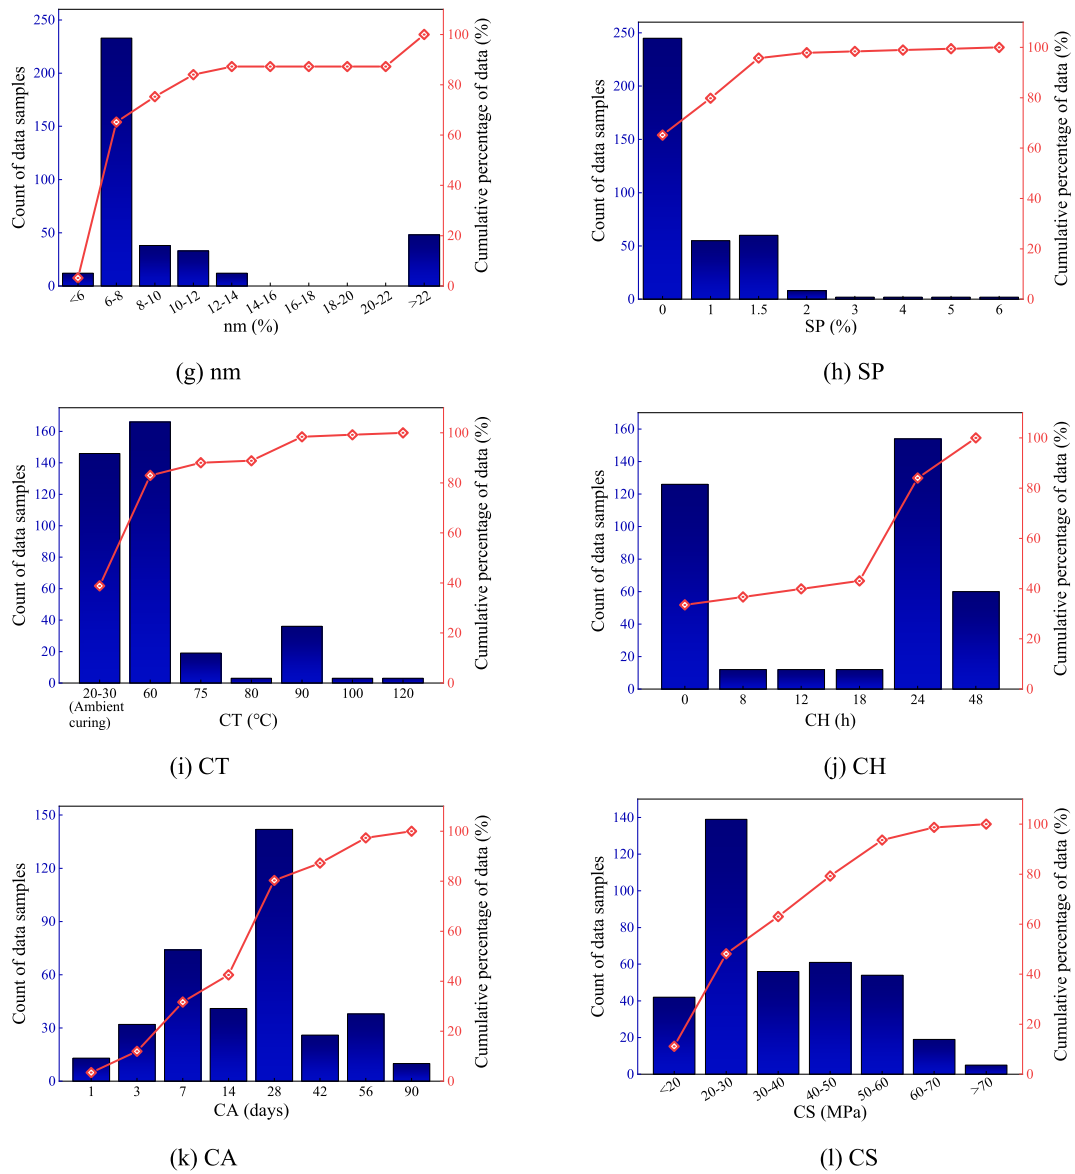 250
200
150
100
50
0
Count of data samples
100
80
60
40
20
0
Cumulative percentage of data (%)
<6 6-8 8-10 10-12 12-14 14-16 16-18 18-20 20-22 >22
nm (%)
(g) nm
250
200
150
100
50
0
Count of data samples
100
80
60
40
20
0
Cumulative percentage of data (%)
0 1 1.5 2 3 4 5 6
SP (%)
(h) SP
160
140
120
100
80
60
40
20
0
Count of data samples
100
80
60
40
20
0
Cumulative percentage of data (%)
20-30 60 75 80 90 100 120
(Ambient
curing)
CT (°C)
(i) CT
160
140
120
100
80
60
40
20
0
Count of data samples
100
80
60
40
20
0
Cumulative percentage of data (%)
0 8 12 18 24 48
CH (h)
(j) CH
150
120
90
60
30
0
Count of data samples
100
80
60
40
20
0
Cumulative percentage of data (%)
1 3 7 14 28 42 56 90
CA (days)
(k) CA
140
120
100
80
60
40
20
0
Count of data samples
100
80
60
40
20
0
Cumulative percentage of data (%)
<20 20-30 30-40 40-50 50-60 60-70 >70
CS (MPa)
(l) CS